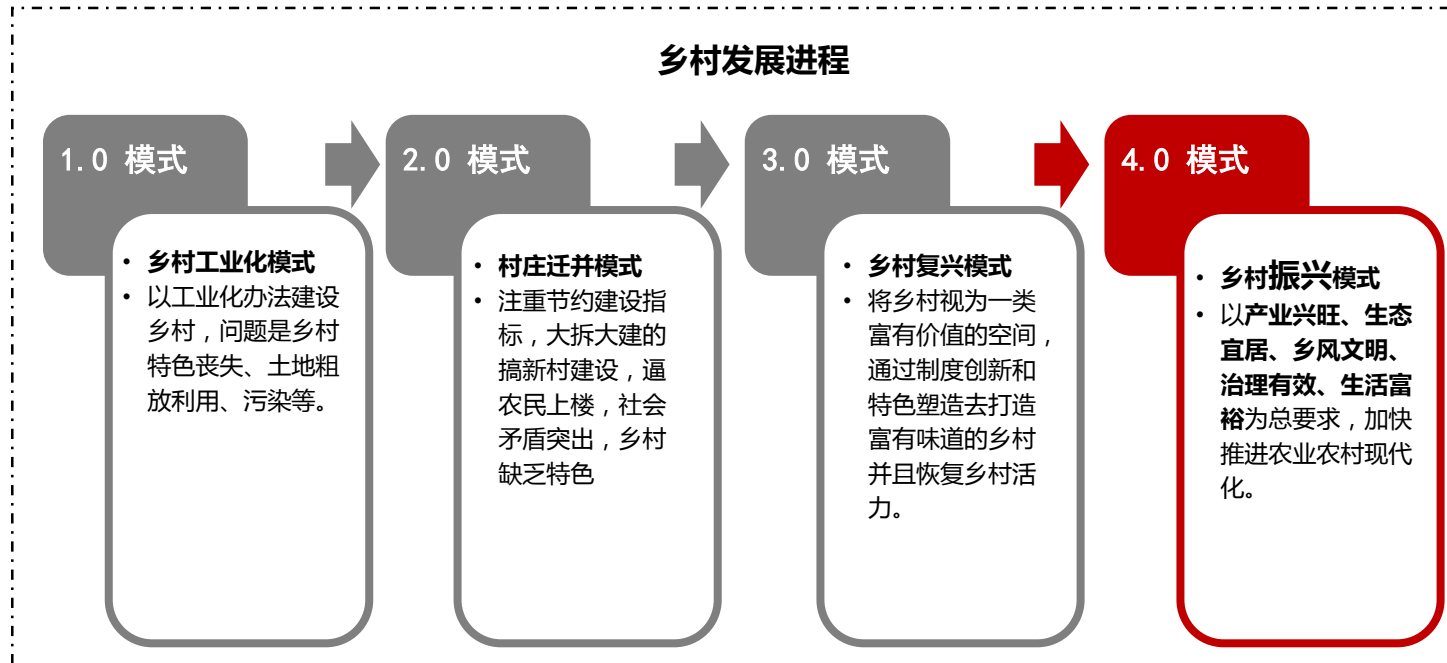 乡村发展进程
1.0 模式
• 乡村工业化模式
• 以工业化办法建设
乡村，问题是乡村
特色丧失、土地粗
放利用、污染等。
2.0 模式
• 村庄迁并模式
• 注重节约建设指
标，大拆大建的
搞新村建设，逼
农民上楼，社会
矛盾突出，乡村
缺乏特色
3.0 模式
• 乡村复兴模式
• 将乡村视为一类
富有价值的空间，
通过制度创新和
特色塑造去打造
富有味道的乡村
并且恢复乡村活
力。
4.0 模式
• 乡村振兴模式
• 以产业兴旺、生态
宜居、乡风文明、
治理有效、生活富
裕为总要求，加快
推进农业农村现代
化。